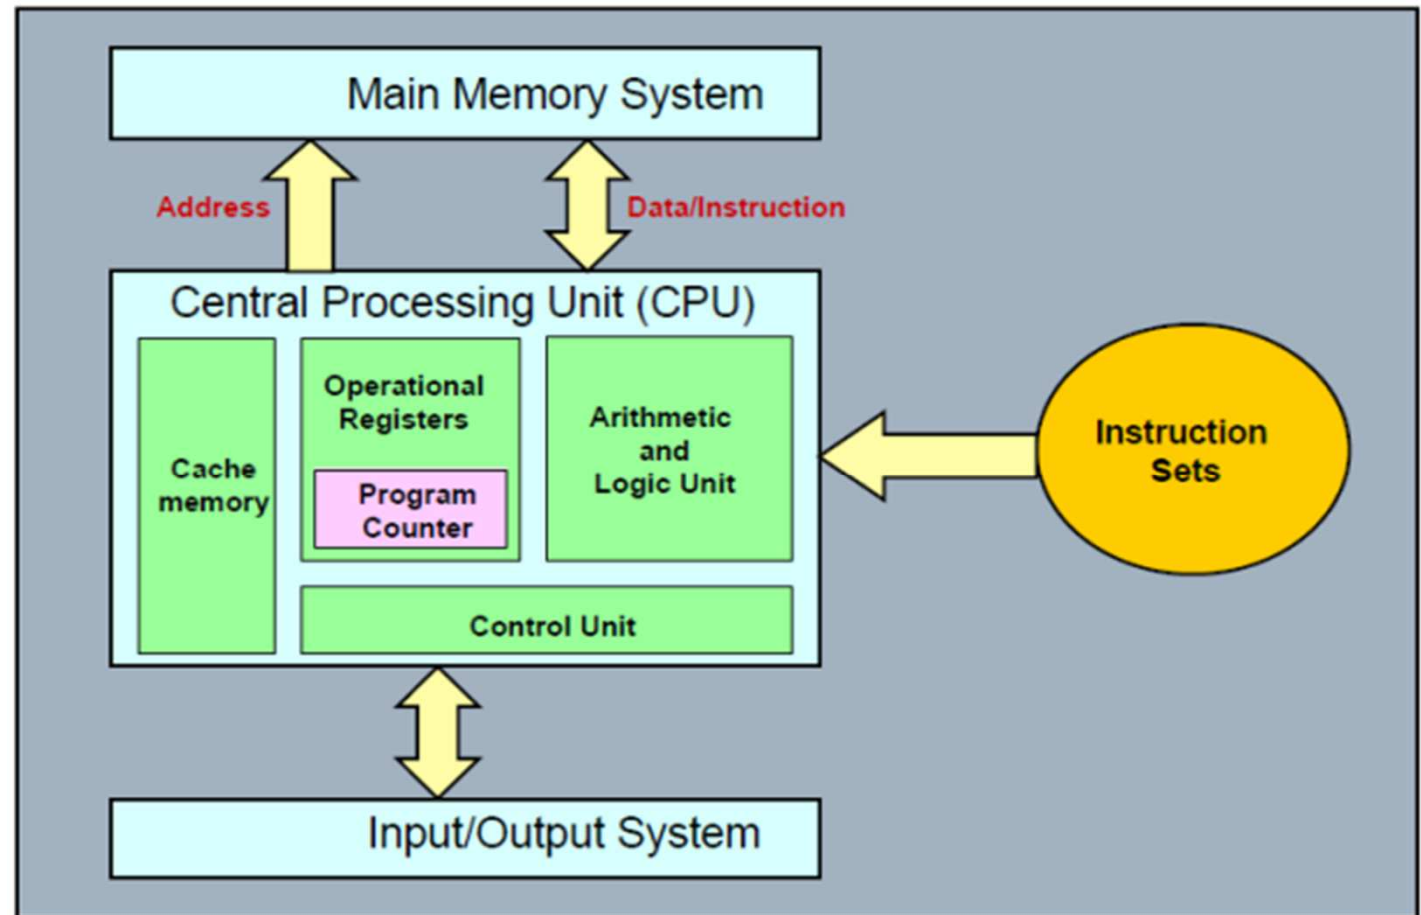 Main Memory System
Address
Data/Instruction
Central Processing Unit (CPU)
Cache
memory
Operational
Registers
Program
Counter
Arithmetic
and
Logic Unit
Control Unit
Instruction
Sets
Input/Output System